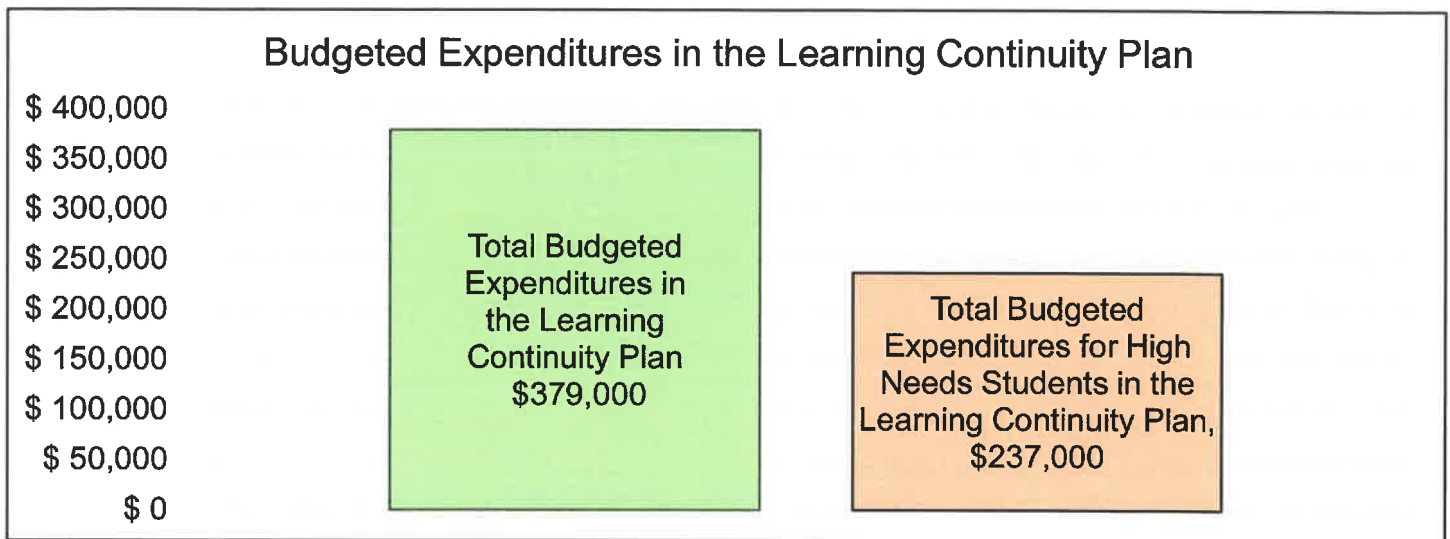 Budgeted Expenditures in the Learning Continuity Plan
$ 400,000
$ 350,000
$ 300,000
$ 250,000
$ 200,000
$ 150,000
$ 100,000
$ 50,000
$ 0
Total Budgeted
Expenditures in
the Learning
Continuity Plan
$379,000
Total Budgeted
Expenditures for High
Needs Students in the
Learning Continuity Plan,
$237,000